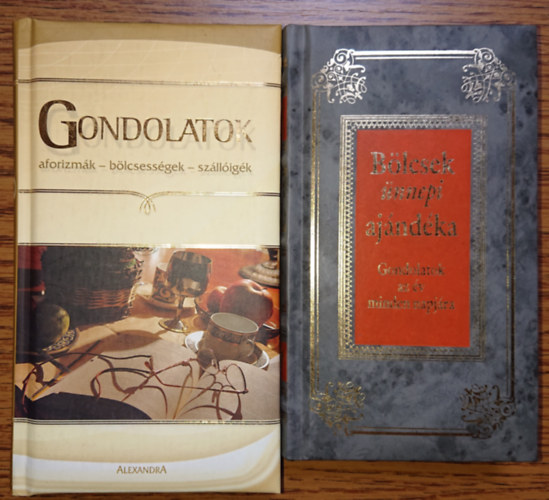 GONDOLATOK
aforizmák – bölcsességek – szállóigék
ALEXANDRA
Bölcsek
ünnepi
ajándéka
Gondolatok
az év
minden napjára